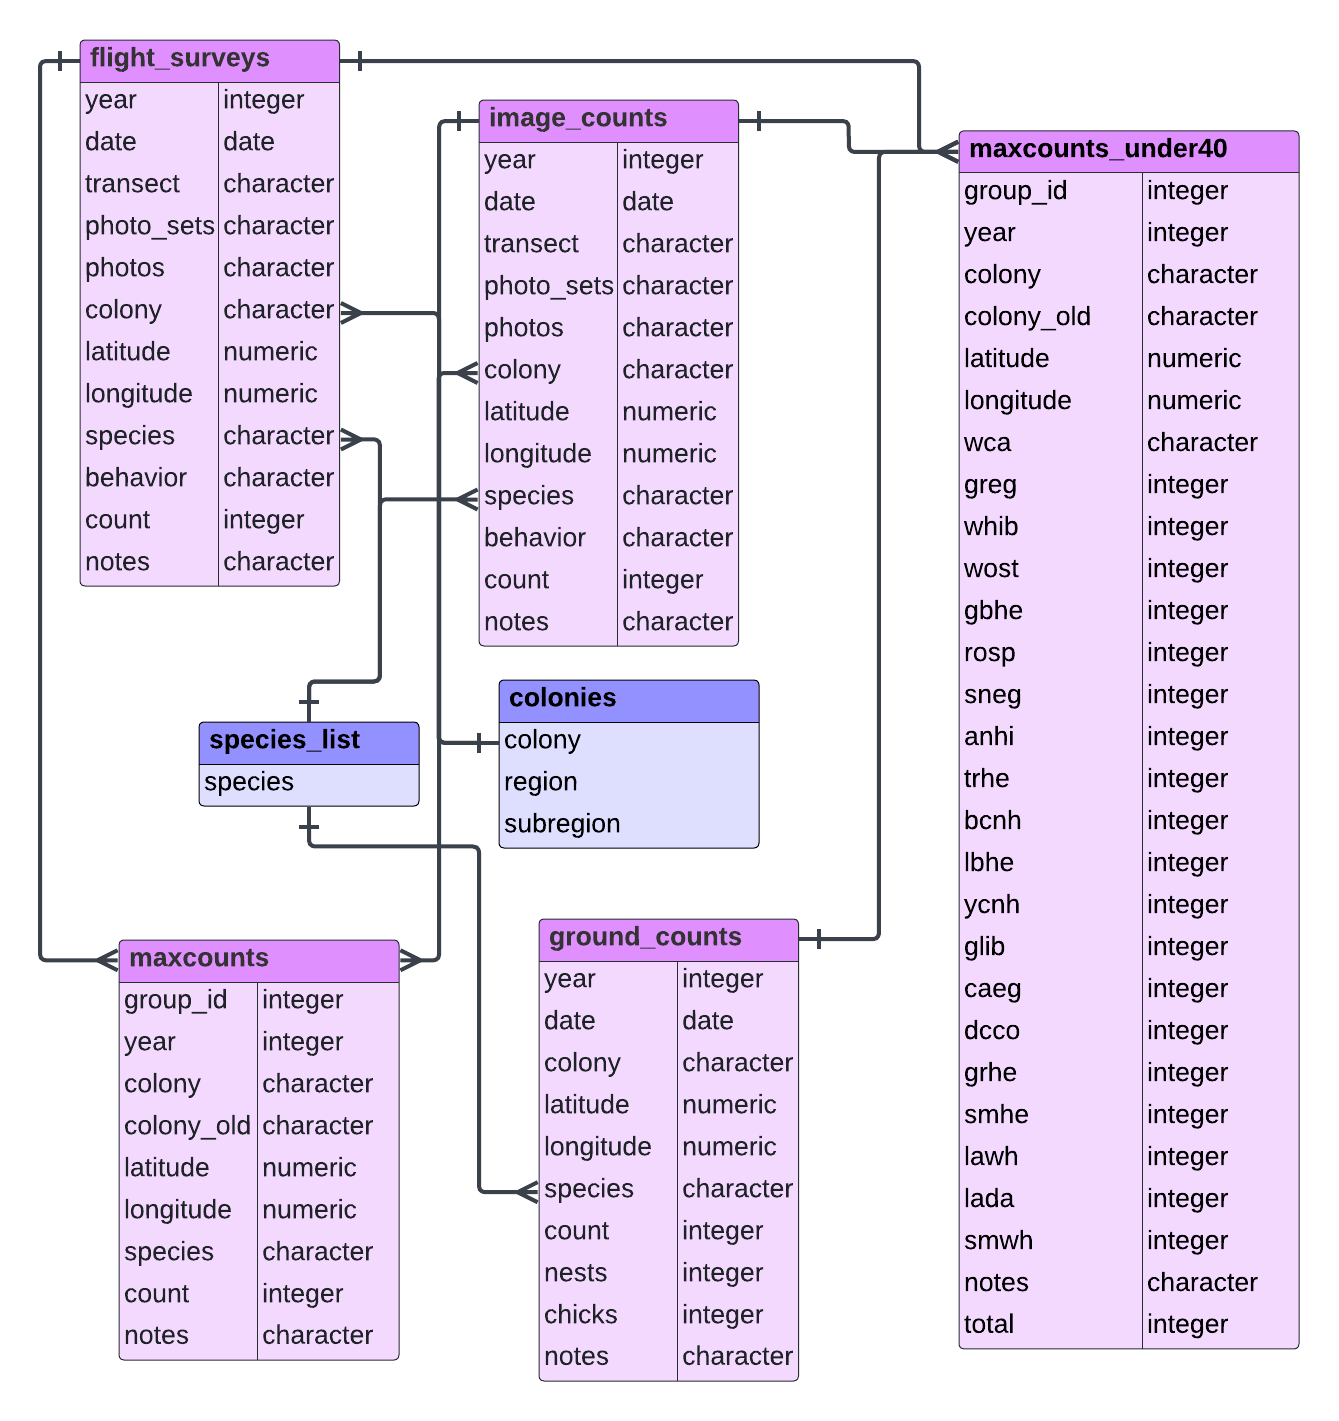 flight_surveys
year integer
date date
transect character
photo_sets character
photos character
colony character
latitude numeric
longitude numeric
species character
behavior character
count integer
notes character
image_counts
year integer
date date
transect character
photo_sets character
photos character
colony character
latitude numeric
longitude numeric
species character
behavior character
count integer
notes character
maxcounts_under40
group_id integer
year integer
colony character
colony_old character
latitude numeric
longitude numeric
wca character
greg integer
whib integer
wost integer
gbhe integer
rosp integer
sneg integer
anhi integer
trhe integer
bcnh integer
lbhe integer
ycnh integer
glib integer
caeg integer
dcco integer
grhe integer
smhe integer
lawh integer
lada integer
smwh integer
notes character
total integer
species_list
species
colonies
colony
region
subregion
maxcounts
group_id integer
year integer
colony character
colony_old character
latitude numeric
longitude numeric
species character
count integer
notes character
ground_counts
year integer
date date
colony character
latitude numeric
longitude numeric
species character
count integer
nests integer
chicks integer
notes character